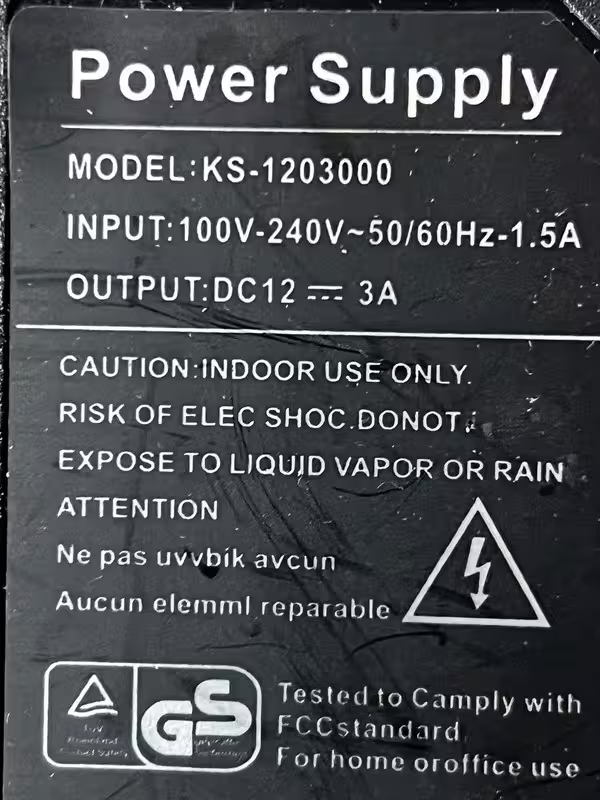 Power Supply
MODEL:KS-1203000
INPUT:100V-240V~50/60Hz-1.5A
OUTPUT:DC12 ⎓ 3A
CAUTION:INDOOR USE ONLY.
RISK OF ELEC SHOC.DONOT.
EXPOSE TO LIQUID VAPOR OR RAIN
ATTENTION
Ne pas uvvbik avcun
Aucun elemml reparable
GS
Tested to Camply with
FCCstandard
For home oroffice use